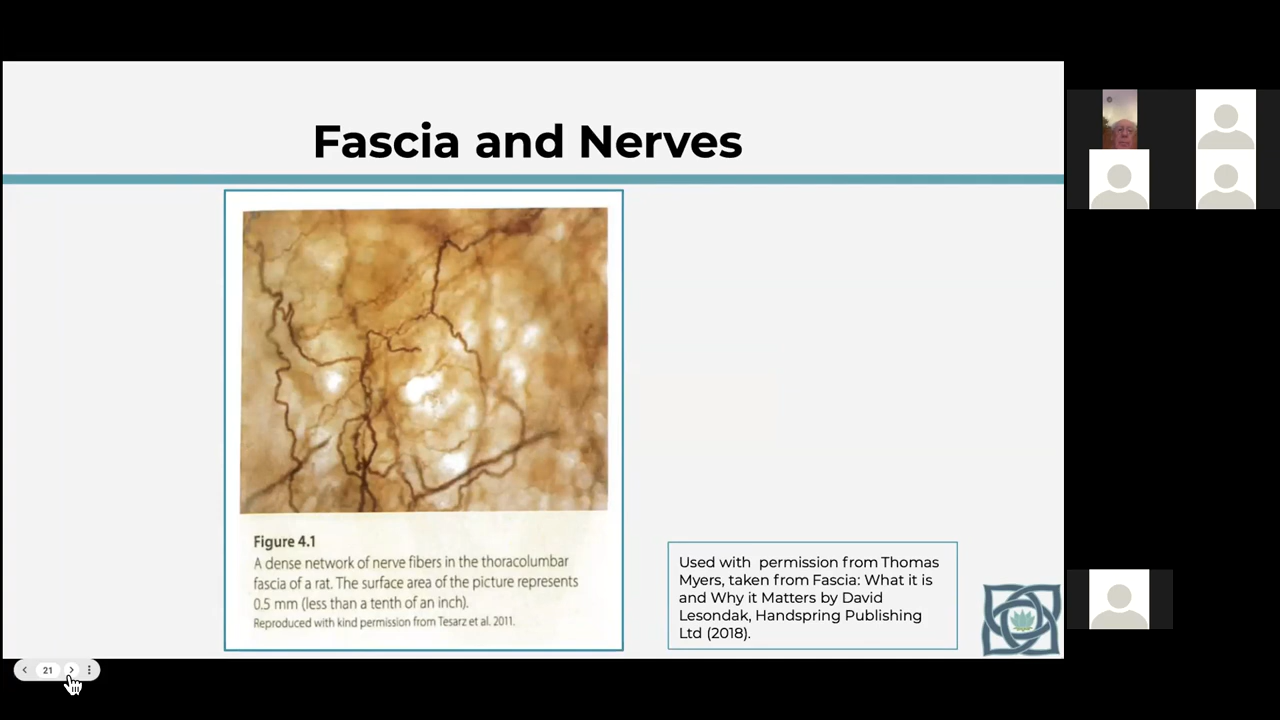 Fascia and Nerves
Figure 4.1
A dense network of nerve fibers in the thoracolumbar
fascia of a rat. The surface area of the picture represents
0.5 mm (less than a tenth of an inch).
Reproduced with kind permission from Tesarz et al. 2011.
Used with  permission from Thomas
Myers, taken from Fascia: What it is
and Why it Matters by David
Lesondak, Handspring Publishing
Ltd (2018).
21